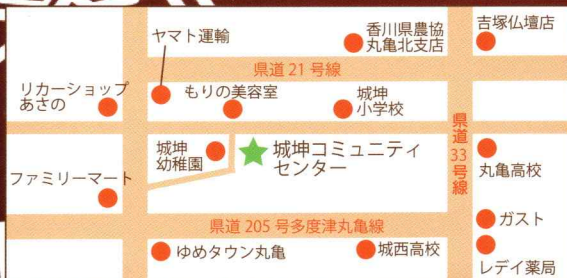 ヤマト運輸
香川県農協
丸亀北支店
吉塚仏壇店
県道21号線
リカーショップ
あさの
もりの美容室
城坤
小学校
城坤
幼稚園
城坤コミュニティ
センター
県道33号線
丸亀高校
ファミリーマート
県道205号多度津丸亀線
ガスト
ゆめタウン丸亀
城西高校
レデイ薬局